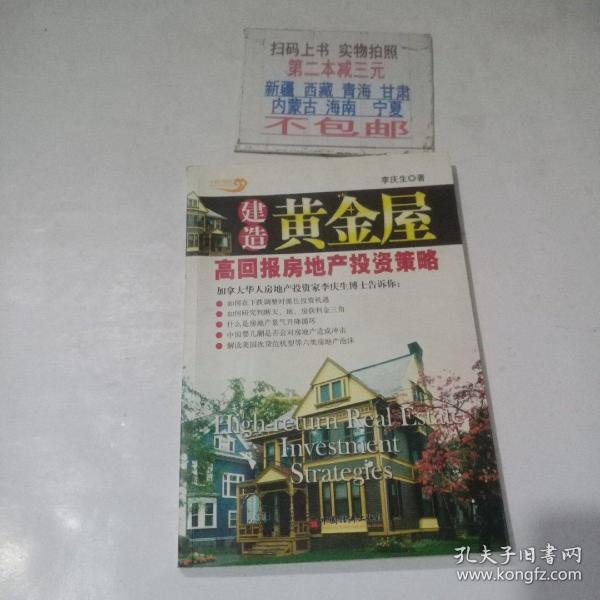 扫码上书 实物拍照
第二本减三元
新疆 西藏 青海 甘肃
内蒙古 海南 宁夏
不包邮
李庆生◎著
建造
黄金屋
高回报房地产投资策略
加拿大华人房地产投资家李庆生博士告诉你：
● 如何在下跌调整时抓住投资机遇
● 如何研究判断天、地、房获利金三角
● 什么是房地产景气升降循环
● 中国婴儿潮是否会对房地产造成冲击
● 解读美国次贷危机型等六类房地产泡沫
High-return Real Estate
Investment
Strategies
孔夫子旧书网
www.kongfz.com